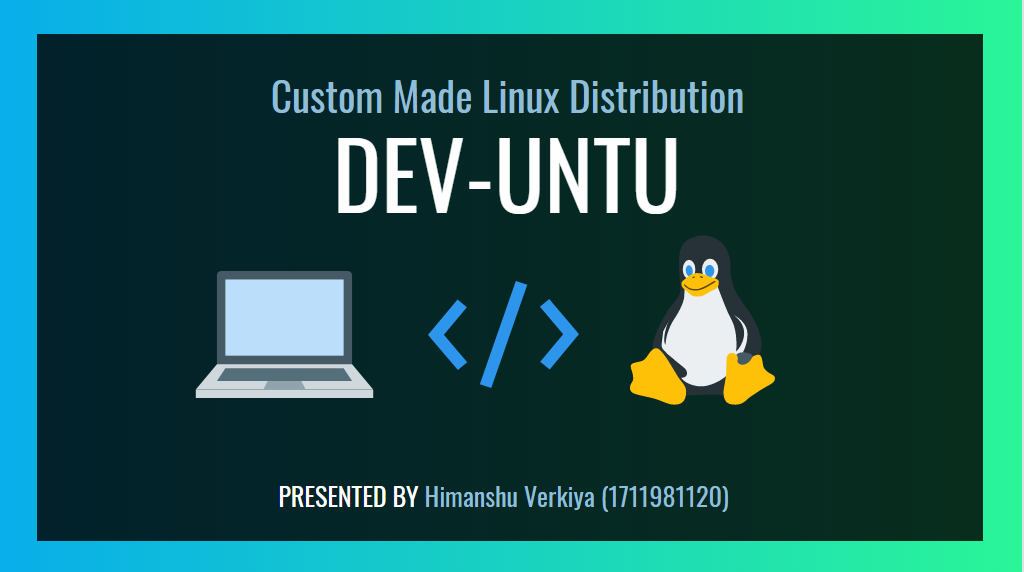 Custom Made Linux Distribution
DEV-UNTU
</>
PRESENTED BY Himanshu Verkiya (1711981120)